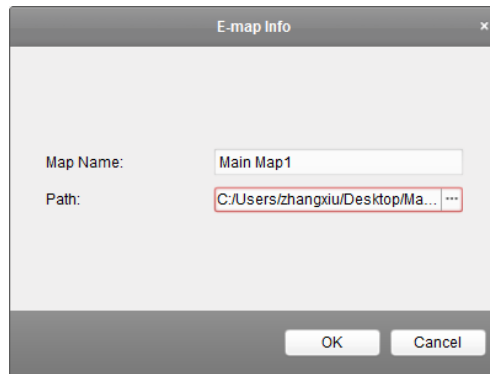 E-map Info
Map Name: Main Map1
Path: C:/Users/zhangxiu/Desktop/Ma... ...
OK Cancel